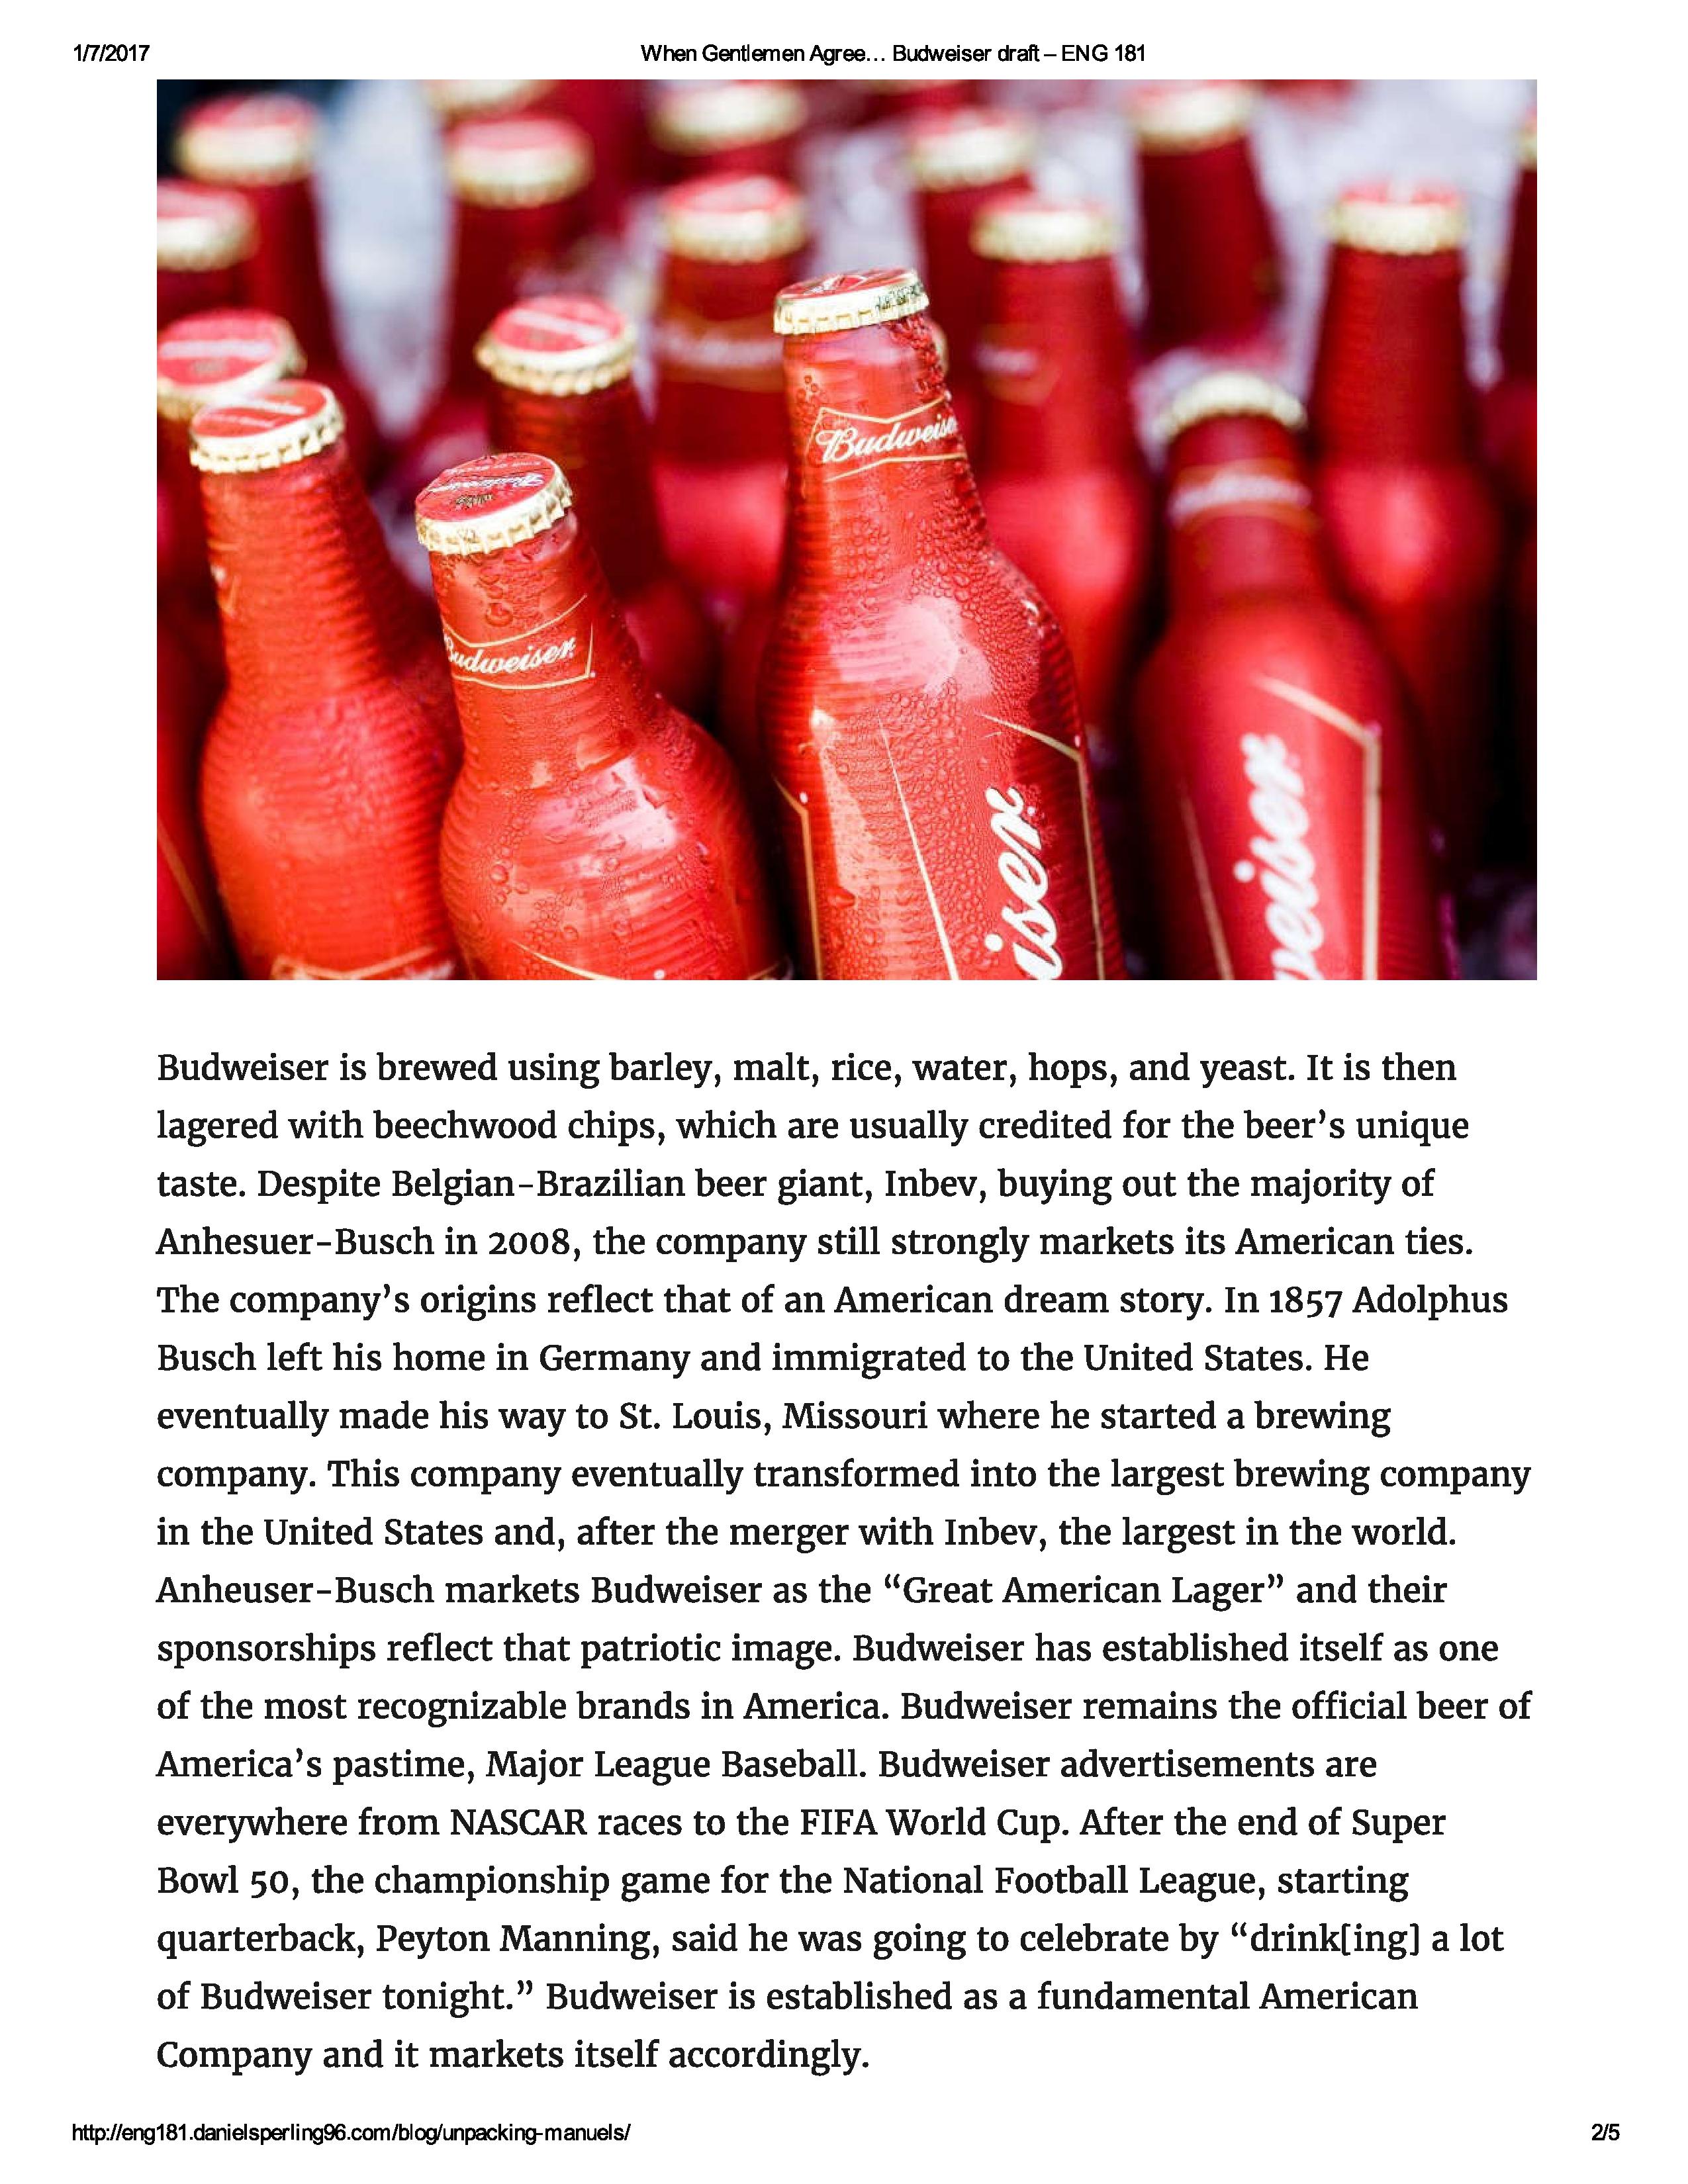 1/7/2017
When Gentlemen Agree… Budweiser draft – ENG 181
Budweis
Budweiser
iser
weiser
Budweiser is brewed using barley, malt, rice, water, hops, and yeast. It is then
lagered with beechwood chips, which are usually credited for the beer’s unique
taste. Despite Belgian-Brazilian beer giant, Inbev, buying out the majority of
Anhesuer-Busch in 2008, the company still strongly markets its American ties.
The company’s origins reflect that of an American dream story. In 1857 Adolphus
Busch left his home in Germany and immigrated to the United States. He
eventually made his way to St. Louis, Missouri where he started a brewing
company. This company eventually transformed into the largest brewing company
in the United States and, after the merger with Inbev, the largest in the world.
Anheuser-Busch markets Budweiser as the “Great American Lager” and their
sponsorships reflect that patriotic image. Budweiser has established itself as one
of the most recognizable brands in America. Budweiser remains the official beer of
America’s pastime, Major League Baseball. Budweiser advertisements are
everywhere from NASCAR races to the FIFA World Cup. After the end of Super
Bowl 50, the championship game for the National Football League, starting
quarterback, Peyton Manning, said he was going to celebrate by “drink[ing] a lot
of Budweiser tonight.” Budweiser is established as a fundamental American
Company and it markets itself accordingly.
http://eng181.danielsperling96.com/blog/unpacking-manuels/
2/5